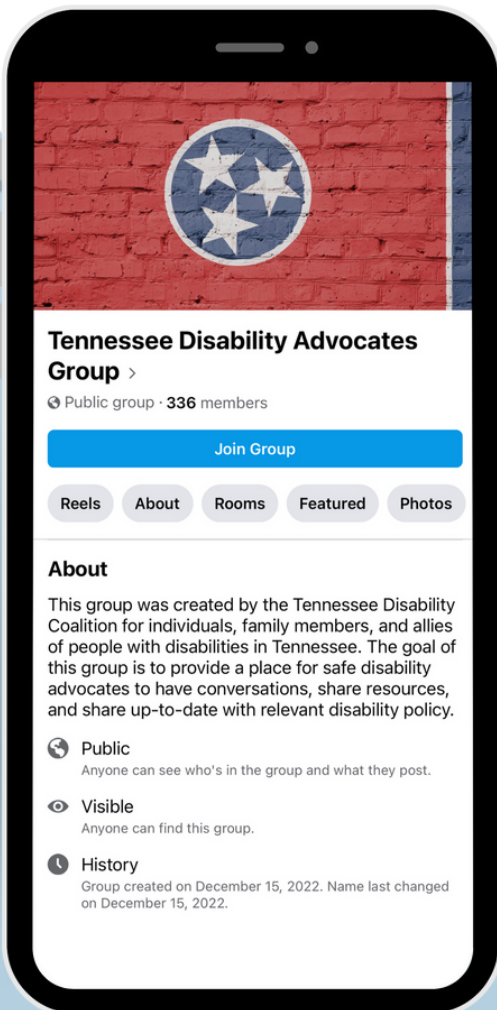 Tennessee Disability Advocates
Group >
Public group · 336 members
Join Group
Reels About Rooms Featured Photos
About
This group was created by the Tennessee Disability
Coalition for individuals, family members, and allies
of people with disabilities in Tennessee. The goal of
this group is to provide a place for safe disability
advocates to have conversations, share resources,
and share up-to-date with relevant disability policy.
Public
Anyone can see who's in the group and what they post.
Visible
Anyone can find this group.
History
Group created on December 15, 2022. Name last changed
on December 15, 2022.